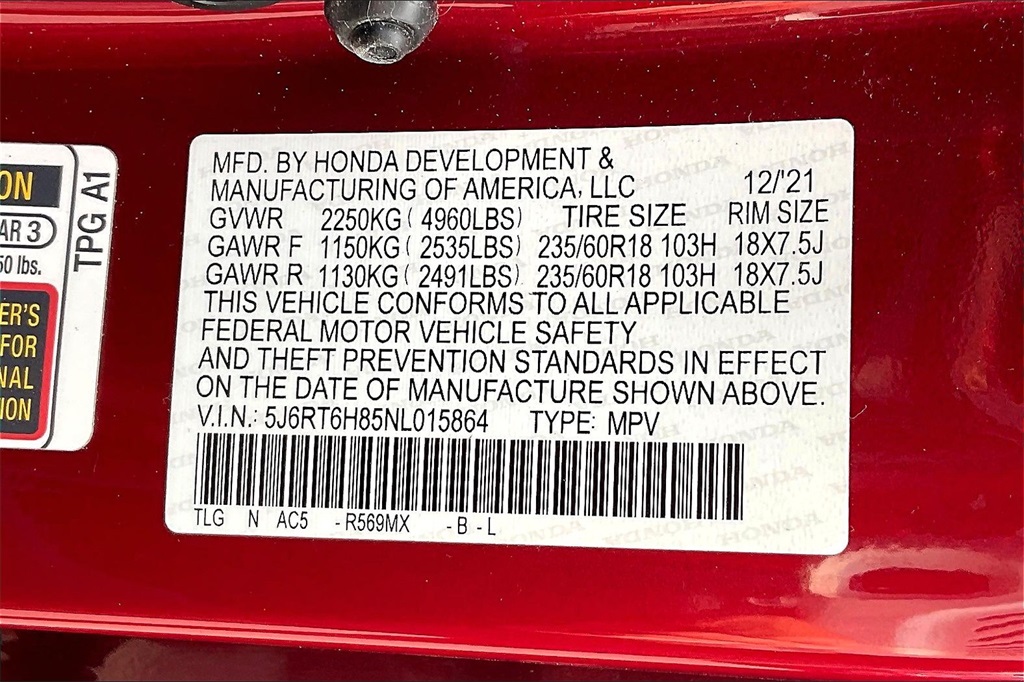 ON
AR 3
50 lbs.
ER'S
FOR
NAL
ION
TPG A1
MFD. BY HONDA DEVELOPMENT &
MANUFACTURING OF AMERICA, LLC 12/'21
GVWR 2250KG ( 4960LBS) TIRE SIZE RIM SIZE
GAWR F 1150KG ( 2535LBS) 235/60R18 103H 18X7.5J
GAWR R 1130KG ( 2491LBS) 235/60R18 103H 18X7.5J
THIS VEHICLE CONFORMS TO ALL APPLICABLE
FEDERAL MOTOR VEHICLE SAFETY
AND THEFT PREVENTION STANDARDS IN EFFECT
ON THE DATE OF MANUFACTURE SHOWN ABOVE.
V.I.N.: 5J6RT6H85NL015864 TYPE: MPV
TLG N AC5 -R569MX -B -L